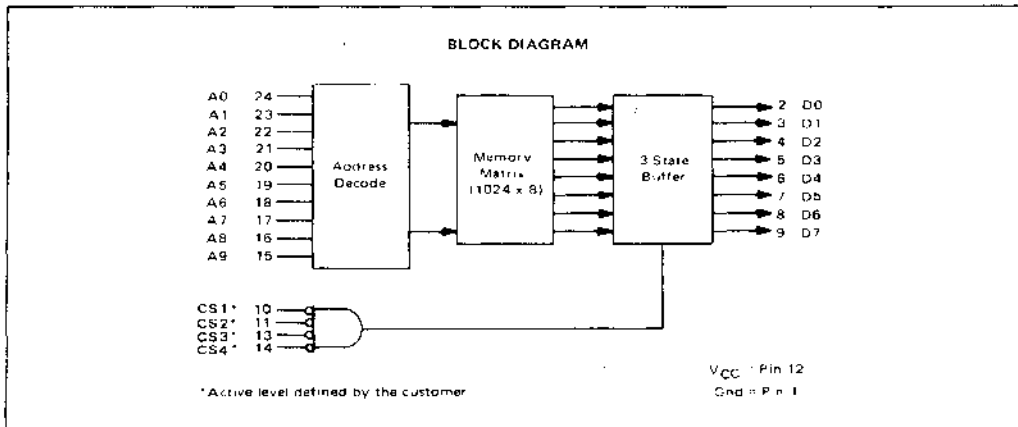 BLOCK DIAGRAM
A0 24
A1 23
A2 22
A3 21
A4 20
A5 19
A6 18
A7 17
A8 16
A9 15
Address
Decode
Memory
Matrix
(1024 x 8)
3 State
Buffer
2 D0
3 D1
4 D2
5 D3
6 D4
7 D5
8 D6
9 D7
CS1* 10
CS2* 11
CS3* 13
CS4* 14
*Active level defined by the customer
VCC = Pin 12
Gnd = Pin 1